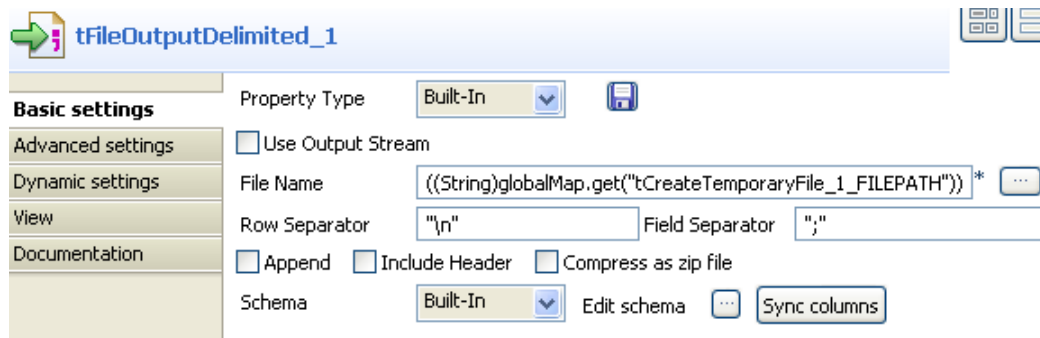 tFileOutputDelimited_1
Basic settings
Advanced settings
Dynamic settings
View
Documentation
Property Type Built-In
Use Output Stream
File Name ((String)globalMap.get("tCreateTemporaryFile_1_FILEPATH")) * ...
Row Separator "\n" Field Separator ";"
Append Include Header Compress as zip file
Schema Built-In Edit schema ... Sync columns